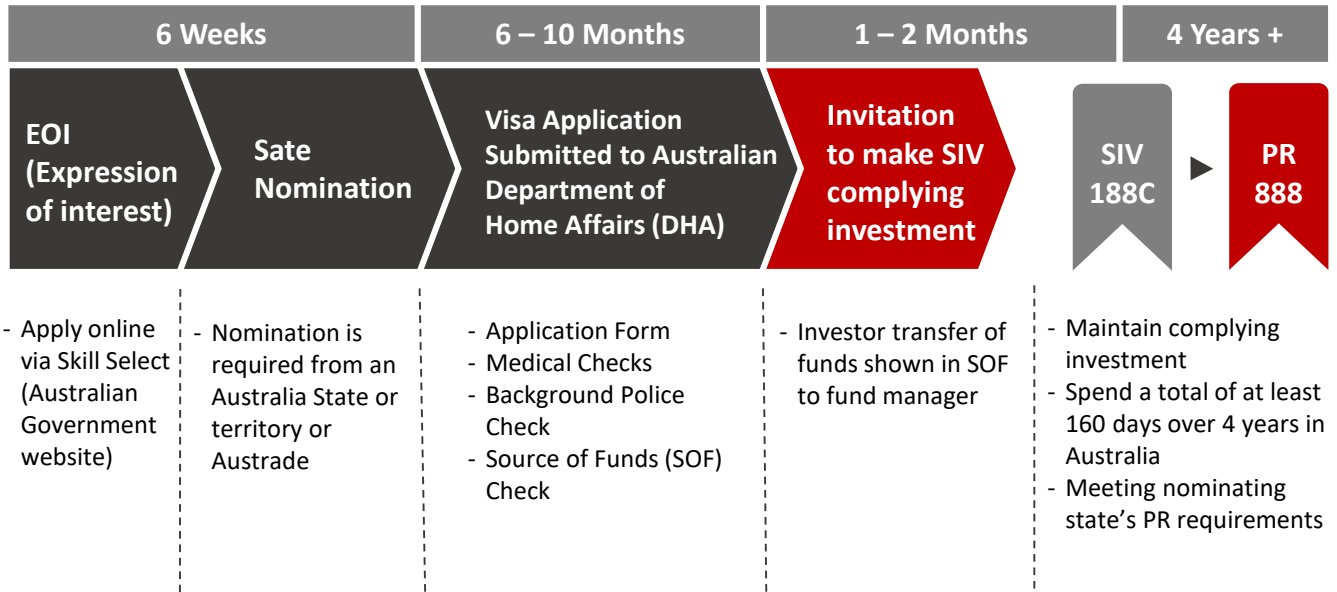 6 Weeks
6 – 10 Months
1 – 2 Months
4 Years +
EOI
(Expression
of interest)
Sate
Nomination
Visa Application
Submitted to Australian
Department of
Home Affairs (DHA)
Invitation
to make SIV
complying
investment
SIV
188C
PR
888
- Apply online
via Skill Select
(Australian
Government
website)
- Nomination is
required from an
Australia State or
territory or
Austrade
- Application Form
- Medical Checks
- Background Police
Check
- Source of Funds (SOF)
Check
- Investor transfer of
funds shown in SOF
to fund manager
- Maintain complying
investment
- Spend a total of at least
160 days over 4 years in
Australia
- Meeting nominating
state’s PR requirements